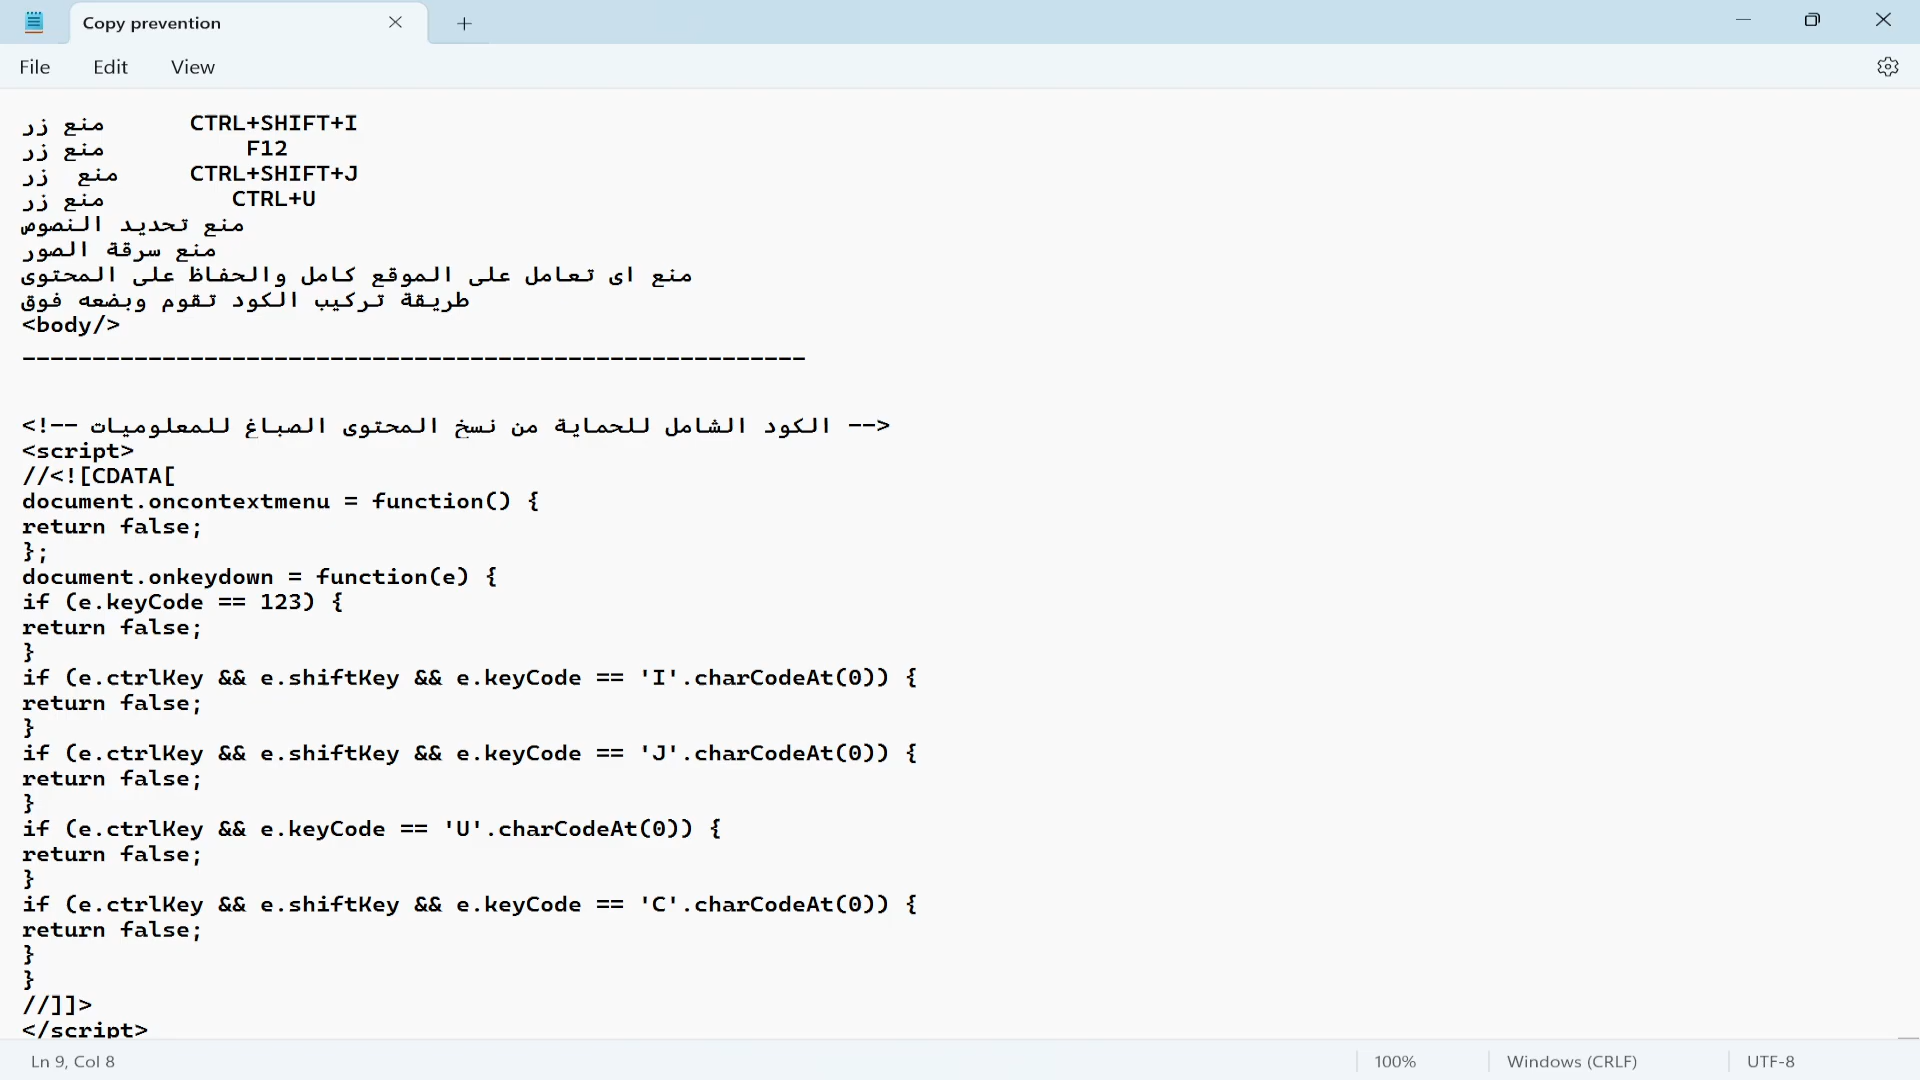 Copy prevention
File Edit View
منع زر CTRL+SHIFT+I
منع زر F12
منع زر CTRL+SHIFT+J
منع زر CTRL+U
منع تحديد النصوص
منع سرقة الصور
منع اى تعامل على الموقع كامل والحفاظ على المحتوى
طريقة تركيب الكود تقوم وبضعه فوق
<body/>
--------------------------------------------------------
<!-- الكود الشامل للحماية من نسخ المحتوى الصباغ للمعلوميات -->
<script>
//<![CDATA[
document.oncontextmenu = function() {
return false;
};
document.onkeydown = function(e) {
if (e.keyCode == 123) {
return false;
}
if (e.ctrlKey && e.shiftKey && e.keyCode == 'I'.charCodeAt(0)) {
return false;
}
if (e.ctrlKey && e.shiftKey && e.keyCode == 'J'.charCodeAt(0)) {
return false;
}
if (e.ctrlKey && e.keyCode == 'U'.charCodeAt(0)) {
return false;
}
if (e.ctrlKey && e.shiftKey && e.keyCode == 'C'.charCodeAt(0)) {
return false;
}
}
//]]>
</script>
Ln 9, Col 8 100% Windows (CRLF) UTF-8